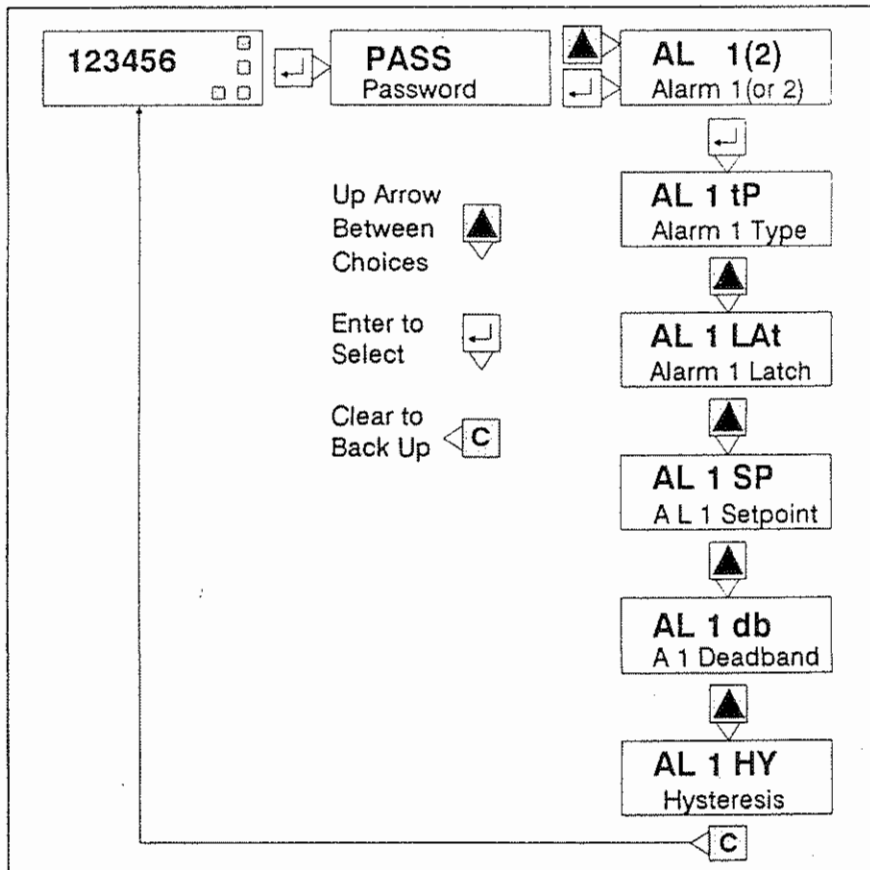 123456
PASS
Password
AL 1(2)
Alarm 1(or 2)
AL 1 tP
Alarm 1 Type
Up Arrow
Between
Choices
AL 1 LAt
Alarm 1 Latch
Enter to
Select
Clear to
Back Up
C
AL 1 SP
A L 1 Setpoint
AL 1 db
A 1 Deadband
AL 1 HY
Hysteresis
C